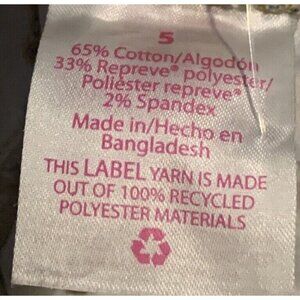 S
65% Cotton/Algodón
33% Repreve® polyester/
Poliéster repreve®
2% Spandex
Made in/Hecho en
Bangladesh
THIS LABEL YARN IS MADE
OUT OF 100% RECYCLED
POLYESTER MATERIALS